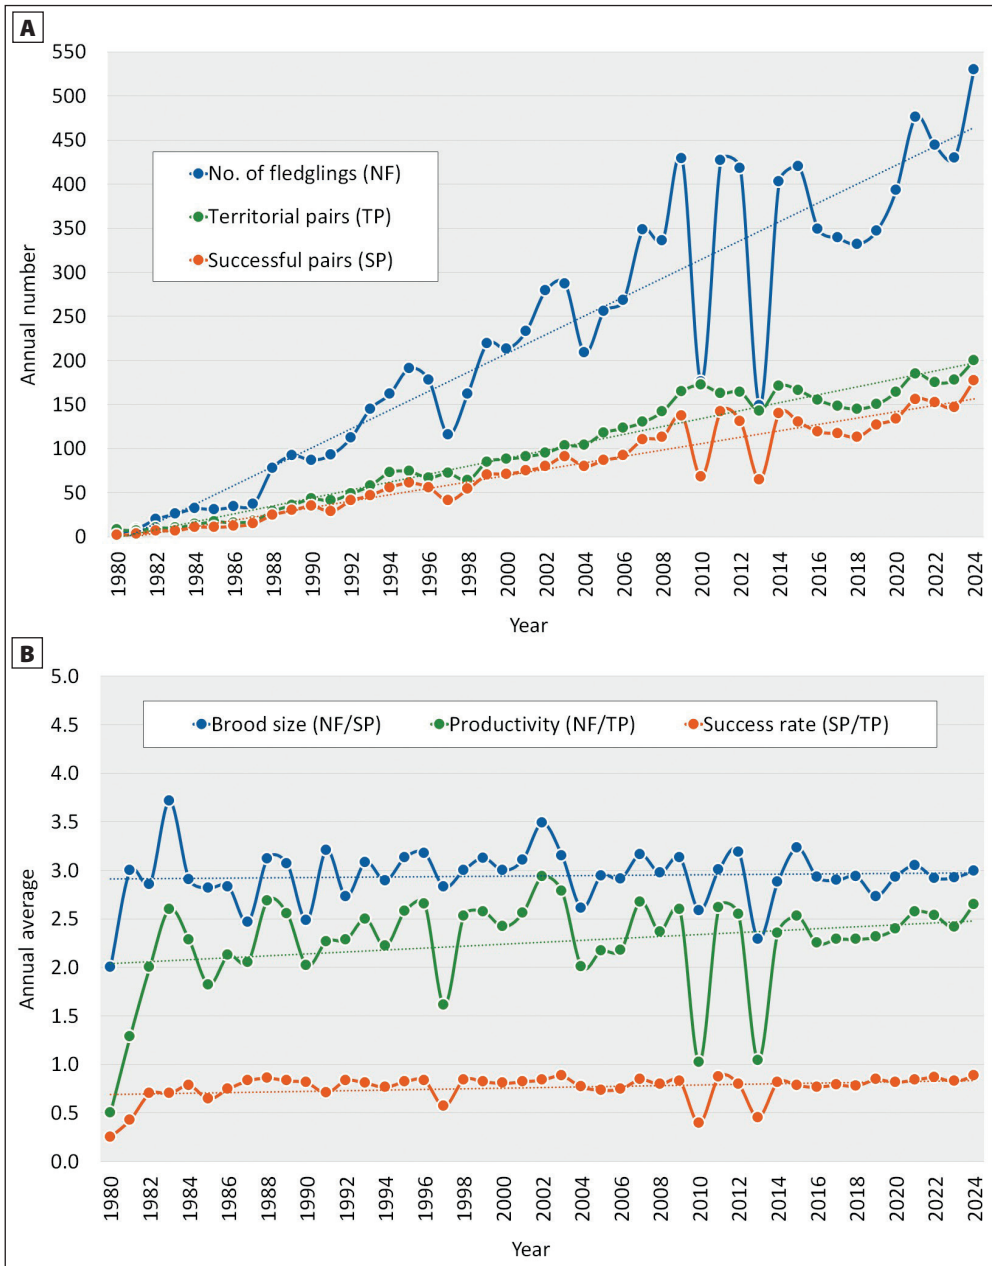 A
550
500
450
400
350
300
250
200
150
100
50
0
Annual number
No. of fledglings (NF)
Territorial pairs (TP)
Successful pairs (SP)
1980 1982 1984 1986 1988 1990 1992 1994 1996 1998 2000 2002 2004 2006 2008 2010 2012 2014 2016 2018 2020 2022 2024
Year
B
5.0
4.5
4.0
3.5
3.0
2.5
2.0
1.5
1.0
0.5
0.0
Annual average
Brood size (NF/SP) Productivity (NF/TP) Success rate (SP/TP)
1980 1982 1984 1986 1988 1990 1992 1994 1996 1998 2000 2002 2004 2006 2008 2010 2012 2014 2016 2018 2020 2022 2024
Year